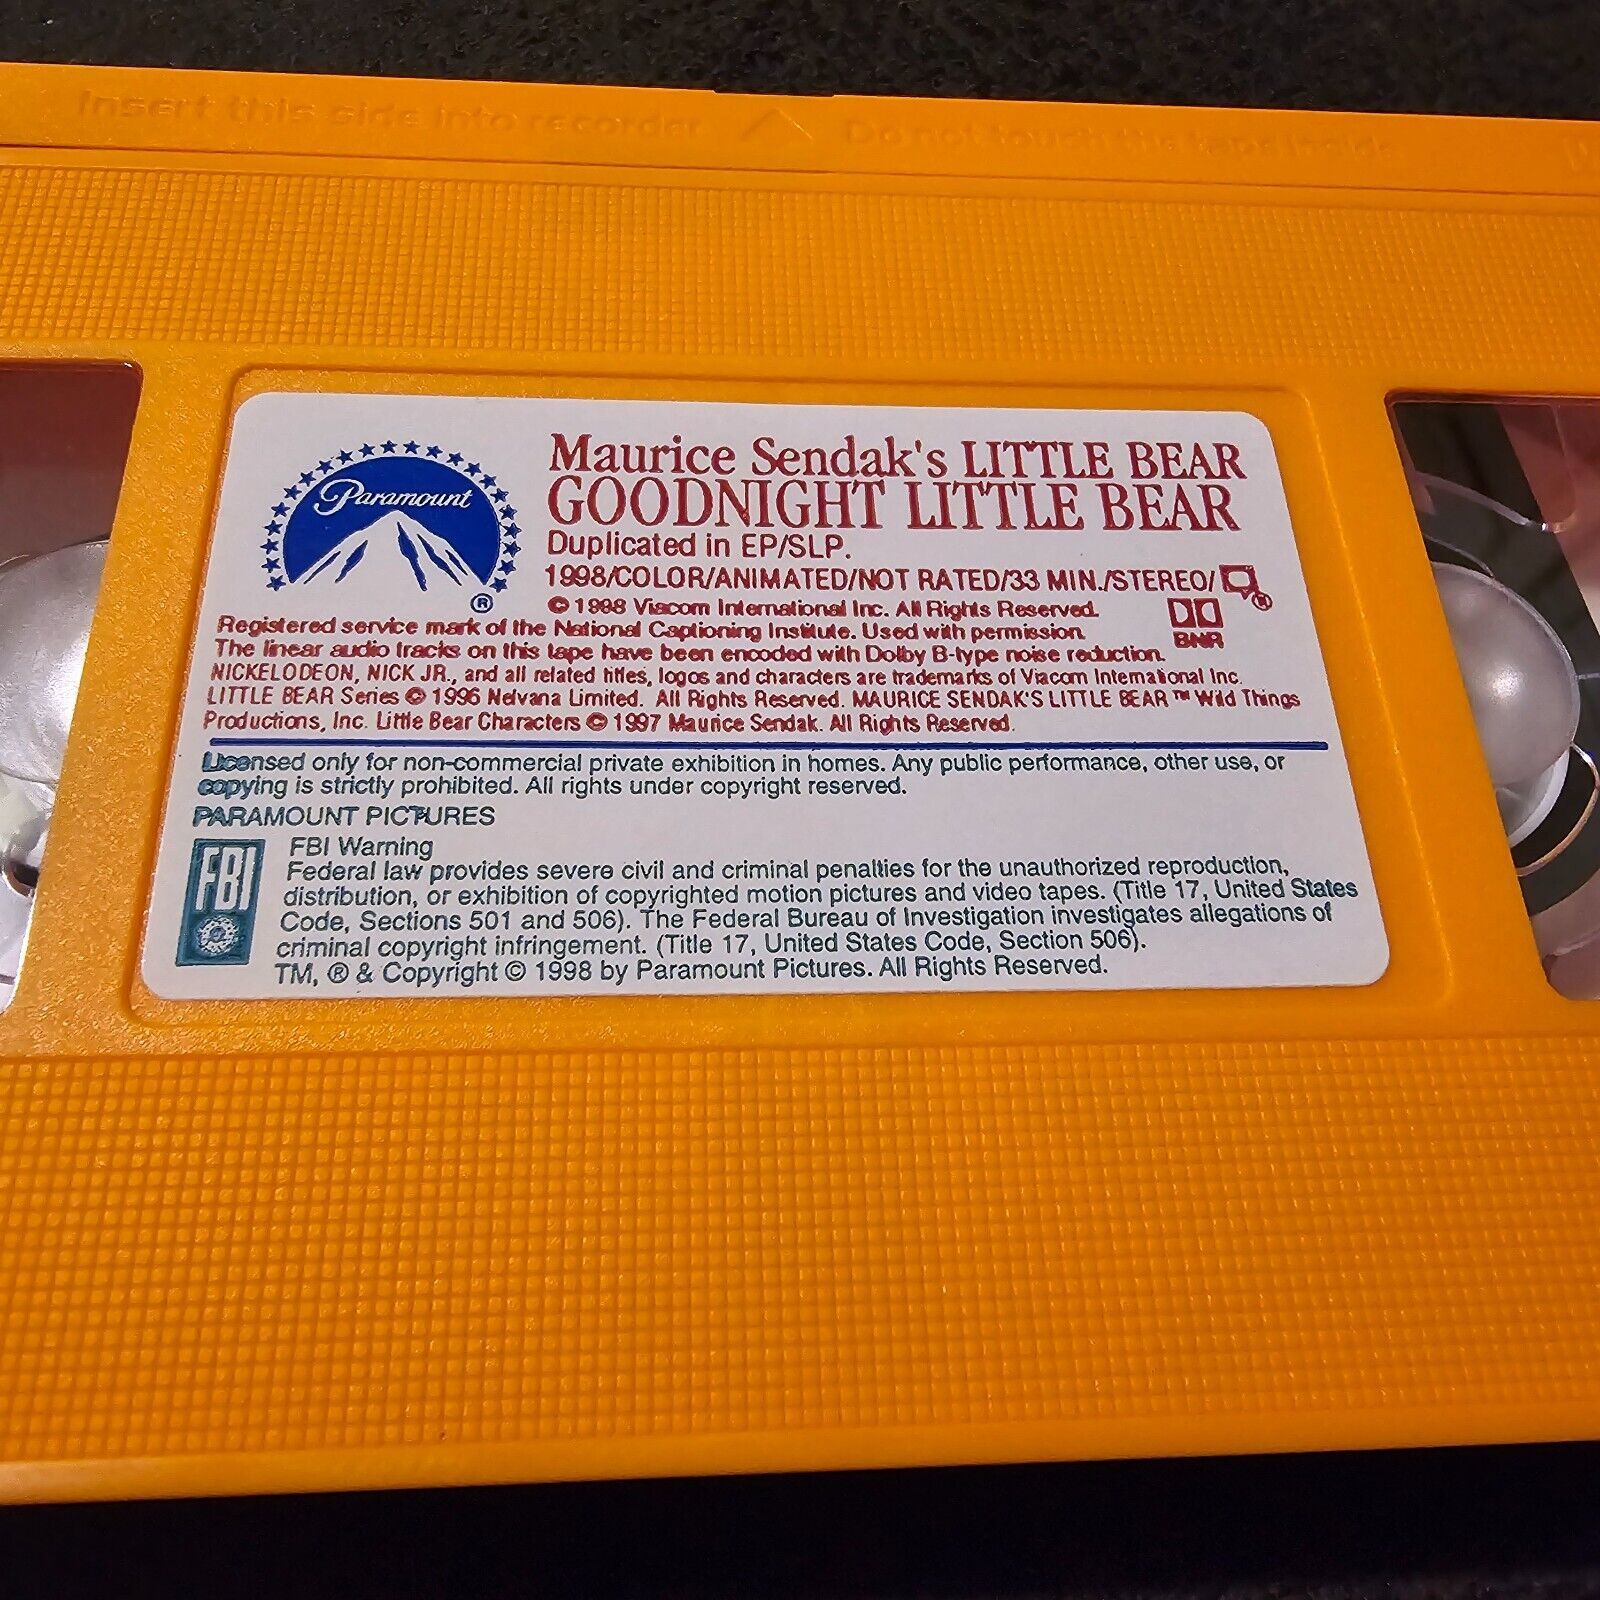 Insert this side into recorder Do not touch the tape inside
Paramount
®
Maurice Sendak's LITTLE BEAR
GOODNIGHT LITTLE BEAR
Duplicated in EP/SLP.
1998/COLOR/ANIMATED/NOT RATED/33 MIN./STEREO/ ®
© 1998 Viacom International Inc. All Rights Reserved.
BNR
Registered service mark of the National Captioning Institute. Used with permission.
The linear audio tracks on this tape have been encoded with Dolby B-type noise reduction.
NICKELODEON, NICK JR., and all related titles, logos and characters are trademarks of Viacom International Inc.
LITTLE BEAR Series © 1996 Nelvana Limited. All Rights Reserved. MAURICE SENDAK'S LITTLE BEAR ™ Wild Things
Productions, Inc. Little Bear Characters © 1997 Maurice Sendak. All Rights Reserved.
Licensed only for non-commercial private exhibition in homes. Any public performance, other use, or
copying is strictly prohibited. All rights under copyright reserved.
PARAMOUNT PICTURES
FBI
FBI Warning
Federal law provides severe civil and criminal penalties for the unauthorized reproduction,
distribution, or exhibition of copyrighted motion pictures and video tapes. (Title 17, United States
Code, Sections 501 and 506). The Federal Bureau of Investigation investigates allegations of
criminal copyright infringement. (Title 17, United States Code, Section 506).
TM, ® & Copyright © 1998 by Paramount Pictures. All Rights Reserved.